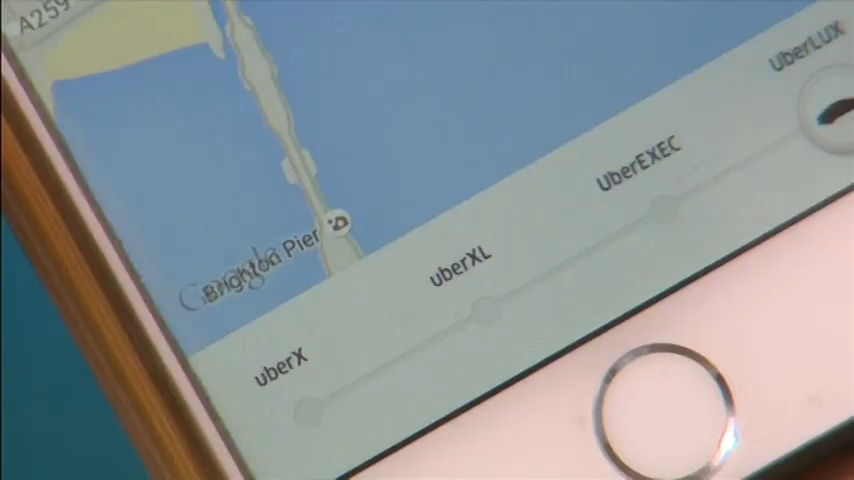 A259
Brighton Pier
Google
uberX
uberXL
UberEXEC
UberLUX